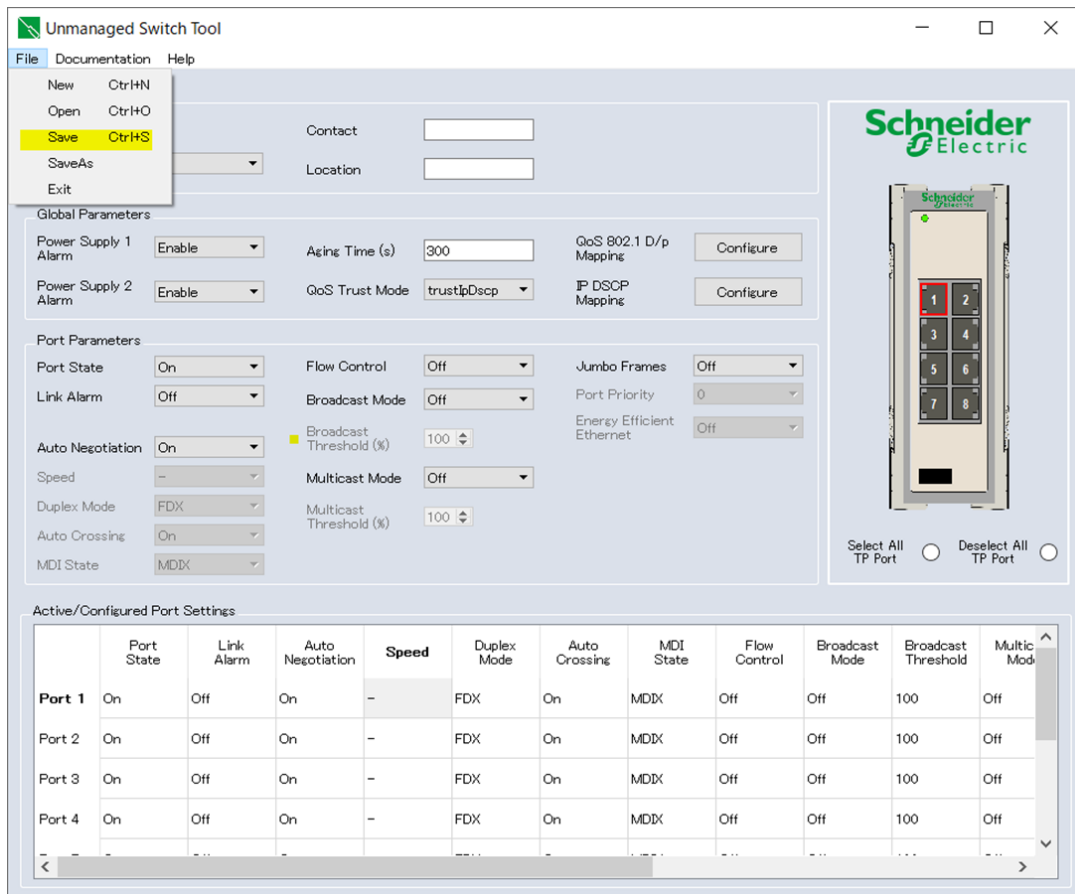 Unmanaged Switch Tool
File Documentation Help
New Ctrl+N
Open Ctrl+O
Save Ctrl+S
SaveAs
Exit
Contact
Location
Global Parameters
Power Supply 1 Alarm Enable
Aging Time (s) 300
QoS 802.1 D/p Mapping Configure
Power Supply 2 Alarm Enable
QoS Trust Mode trustIpDscp
IP DSCP Mapping Configure
Port Parameters
Port State On
Flow Control Off
Jumbo Frames Off
Link Alarm Off
Broadcast Mode Off
Port Priority 0
Broadcast Threshold (%) 100
Energy Efficient Ethernet Off
Auto Negotiation On
Speed -
Multicast Mode Off
Duplex Mode FDX
Multicast Threshold (%) 100
Auto Crossing On
MDI State MDIX
Schneider
Electric
Schneider
Electric
1 2
3 4
5 6
7 8
Select All TP Port
Deselect All TP Port
Active/Configured Port Settings
Port State Link Alarm Auto Negotiation Speed Duplex Mode Auto Crossing MDI State Flow Control Broadcast Mode Broadcast Threshold
Port 1 On Off On - FDX On MDIX Off Off 100 Off
Port 2 On Off On - FDX On MDIX Off Off 100 Off
Port 3 On Off On - FDX On MDIX Off Off 100 Off
Port 4 On Off On - FDX On MDIX Off Off 100 Off